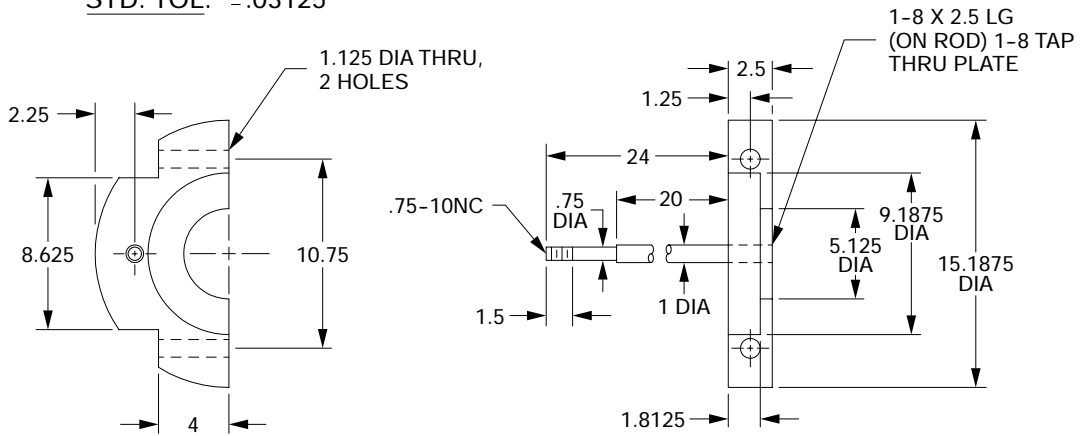 STD. TOL. .03125
1-8 X 2.5 LG
(ON ROD) 1-8 TAP
THRU PLATE
1.125 DIA THRU,
2 HOLES
2.5
1.25
2.25
24
.75
DIA
20
.75-10NC
8.625
10.75
9.1875
DIA
5.125
DIA
15.1875
DIA
1 DIA
1.5
4
1.8125